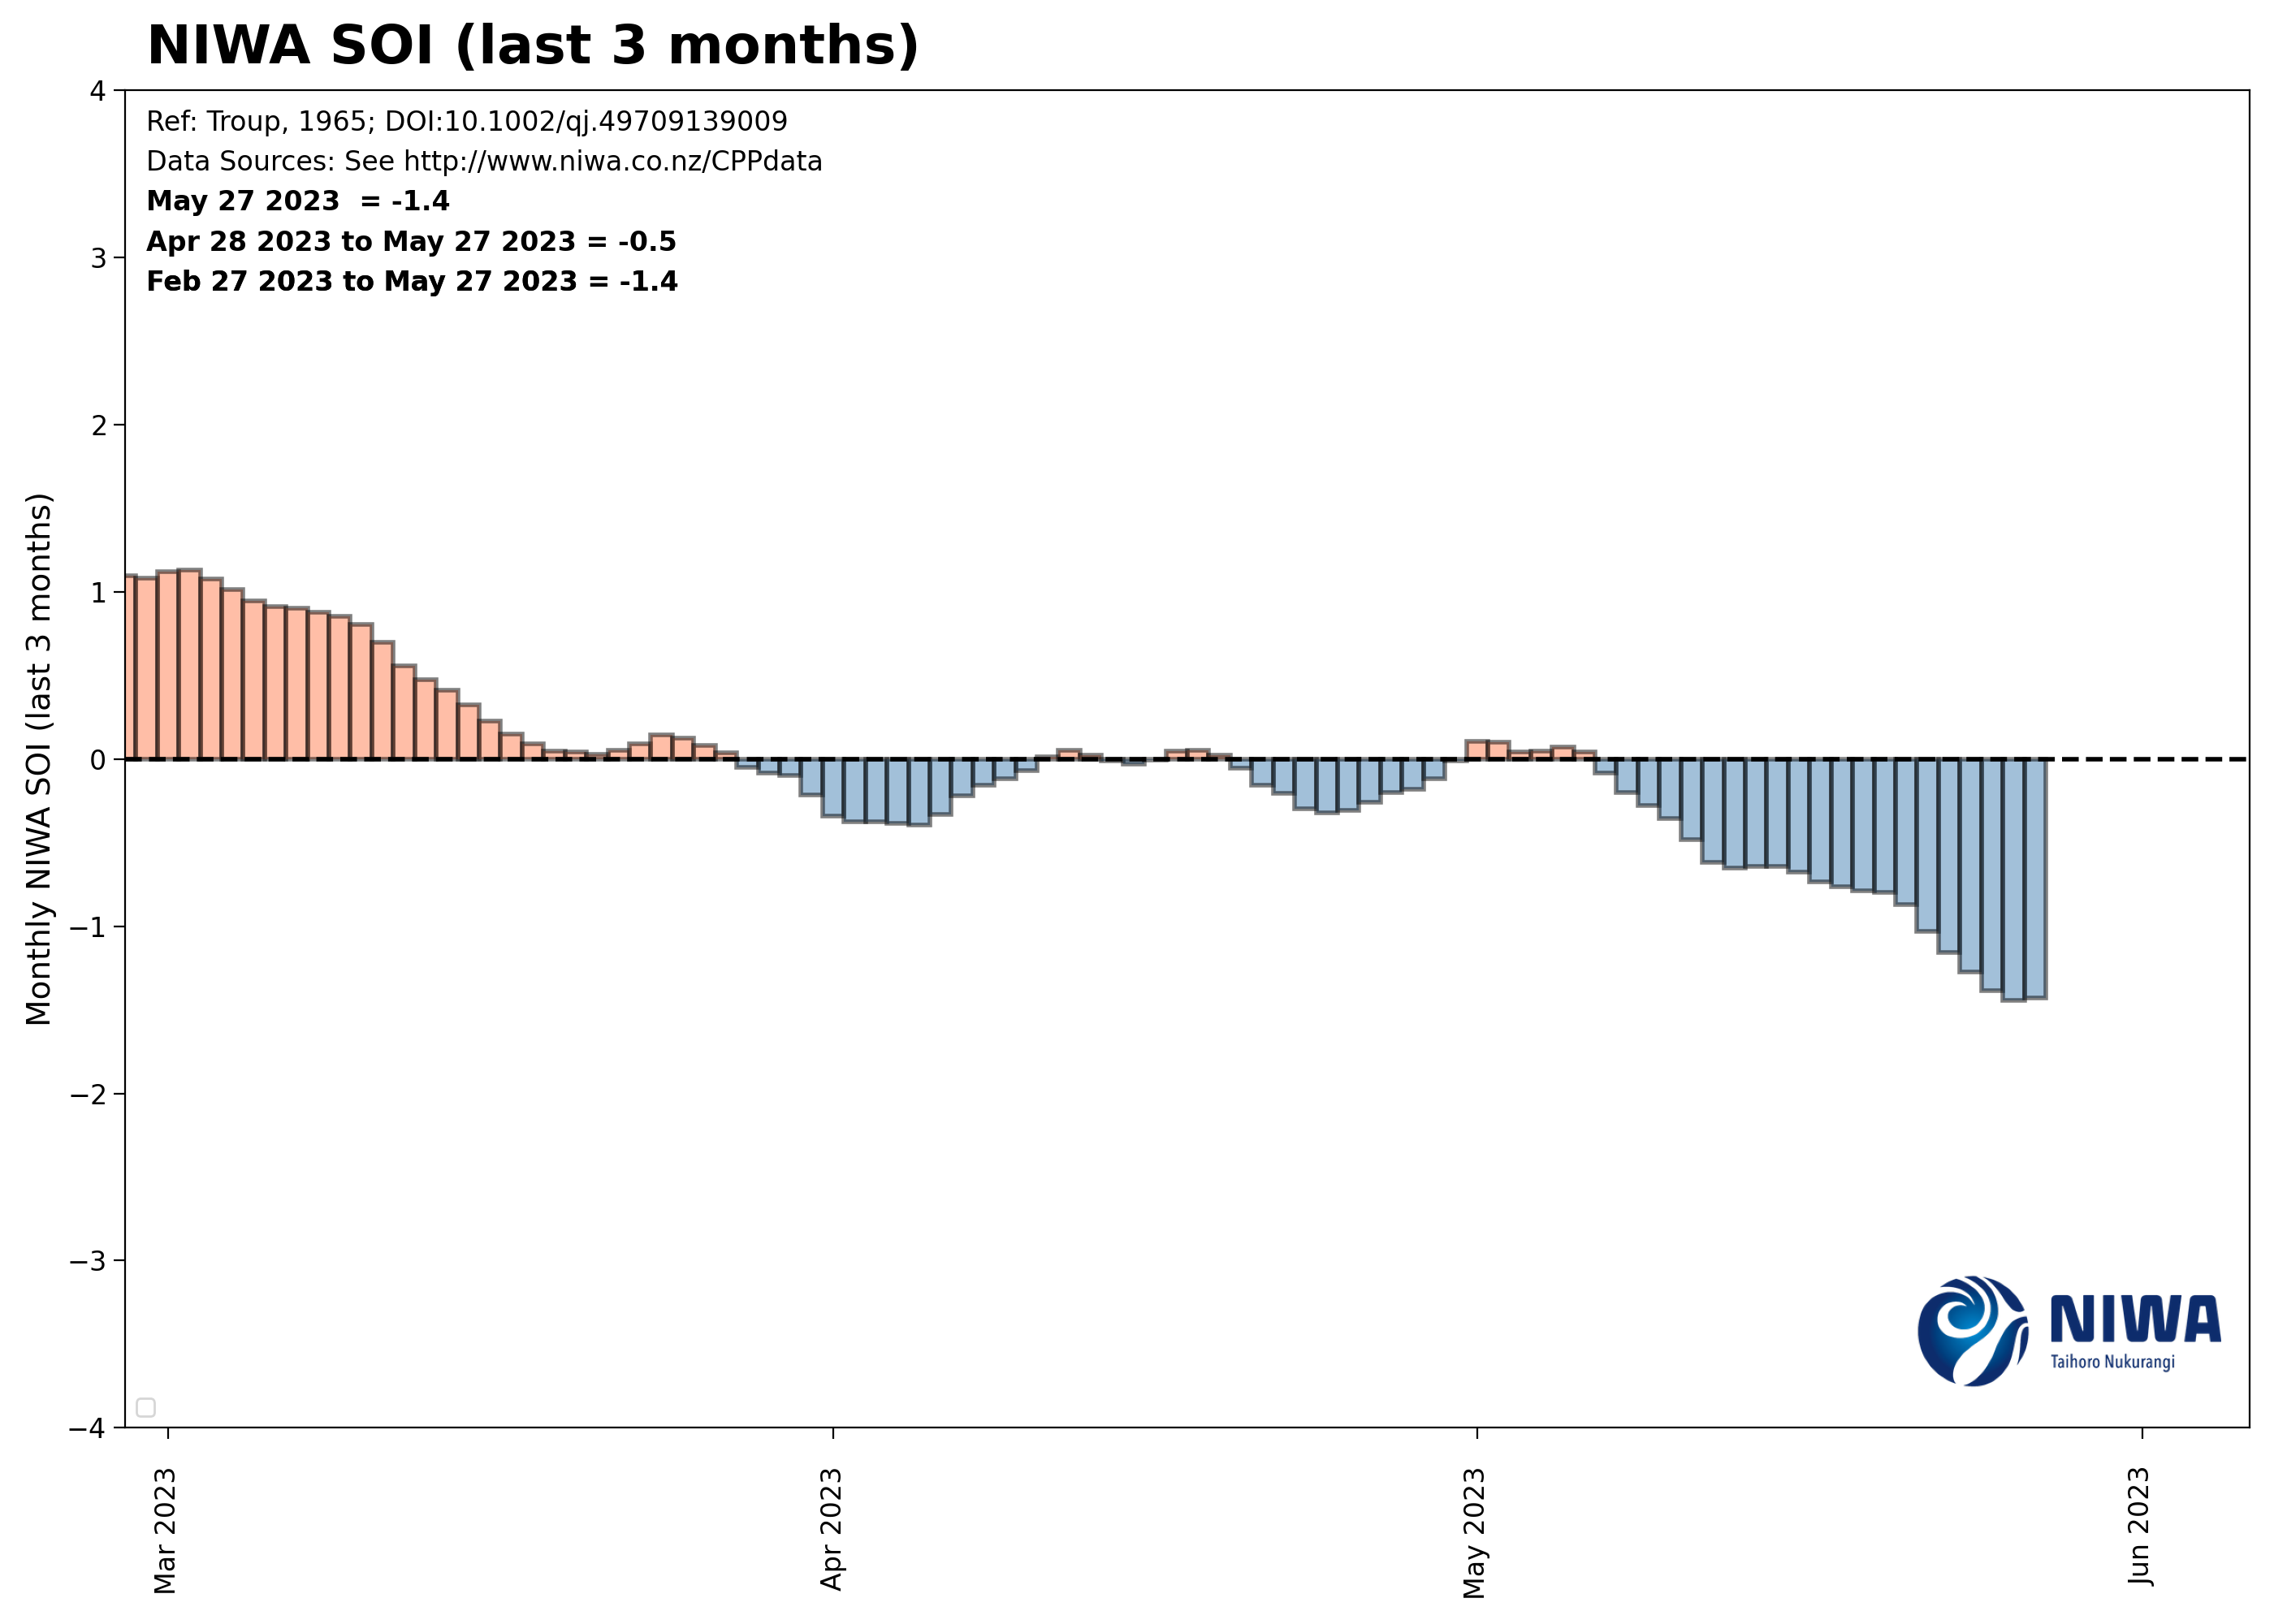 NIWA SOI (last 3 months)
Ref: Troup, 1965; DOI:10.1002/qj.49709139009
Data Sources: See http://www.niwa.co.nz/CPPdata
May 27 2023  = -1.4
Apr 28 2023 to May 27 2023 = -0.5
Feb 27 2023 to May 27 2023 = -1.4
Monthly NIWA SOI (last 3 months)
4
3
2
1
0
−1
−2
−3
−4
Mar 2023
Apr 2023
May 2023
Jun 2023
NIWA
Taihoro Nukurangi